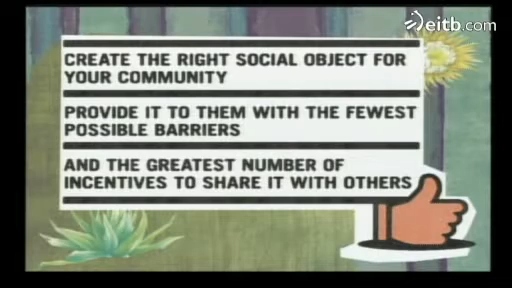 eitb.com
CREATE THE RIGHT SOCIAL OBJECT FOR
YOUR COMMUNITY
PROVIDE IT TO THEM WITH THE FEWEST
POSSIBLE BARRIERS
AND THE GREATEST NUMBER OF
INCENTIVES TO SHARE IT WITH OTHERS